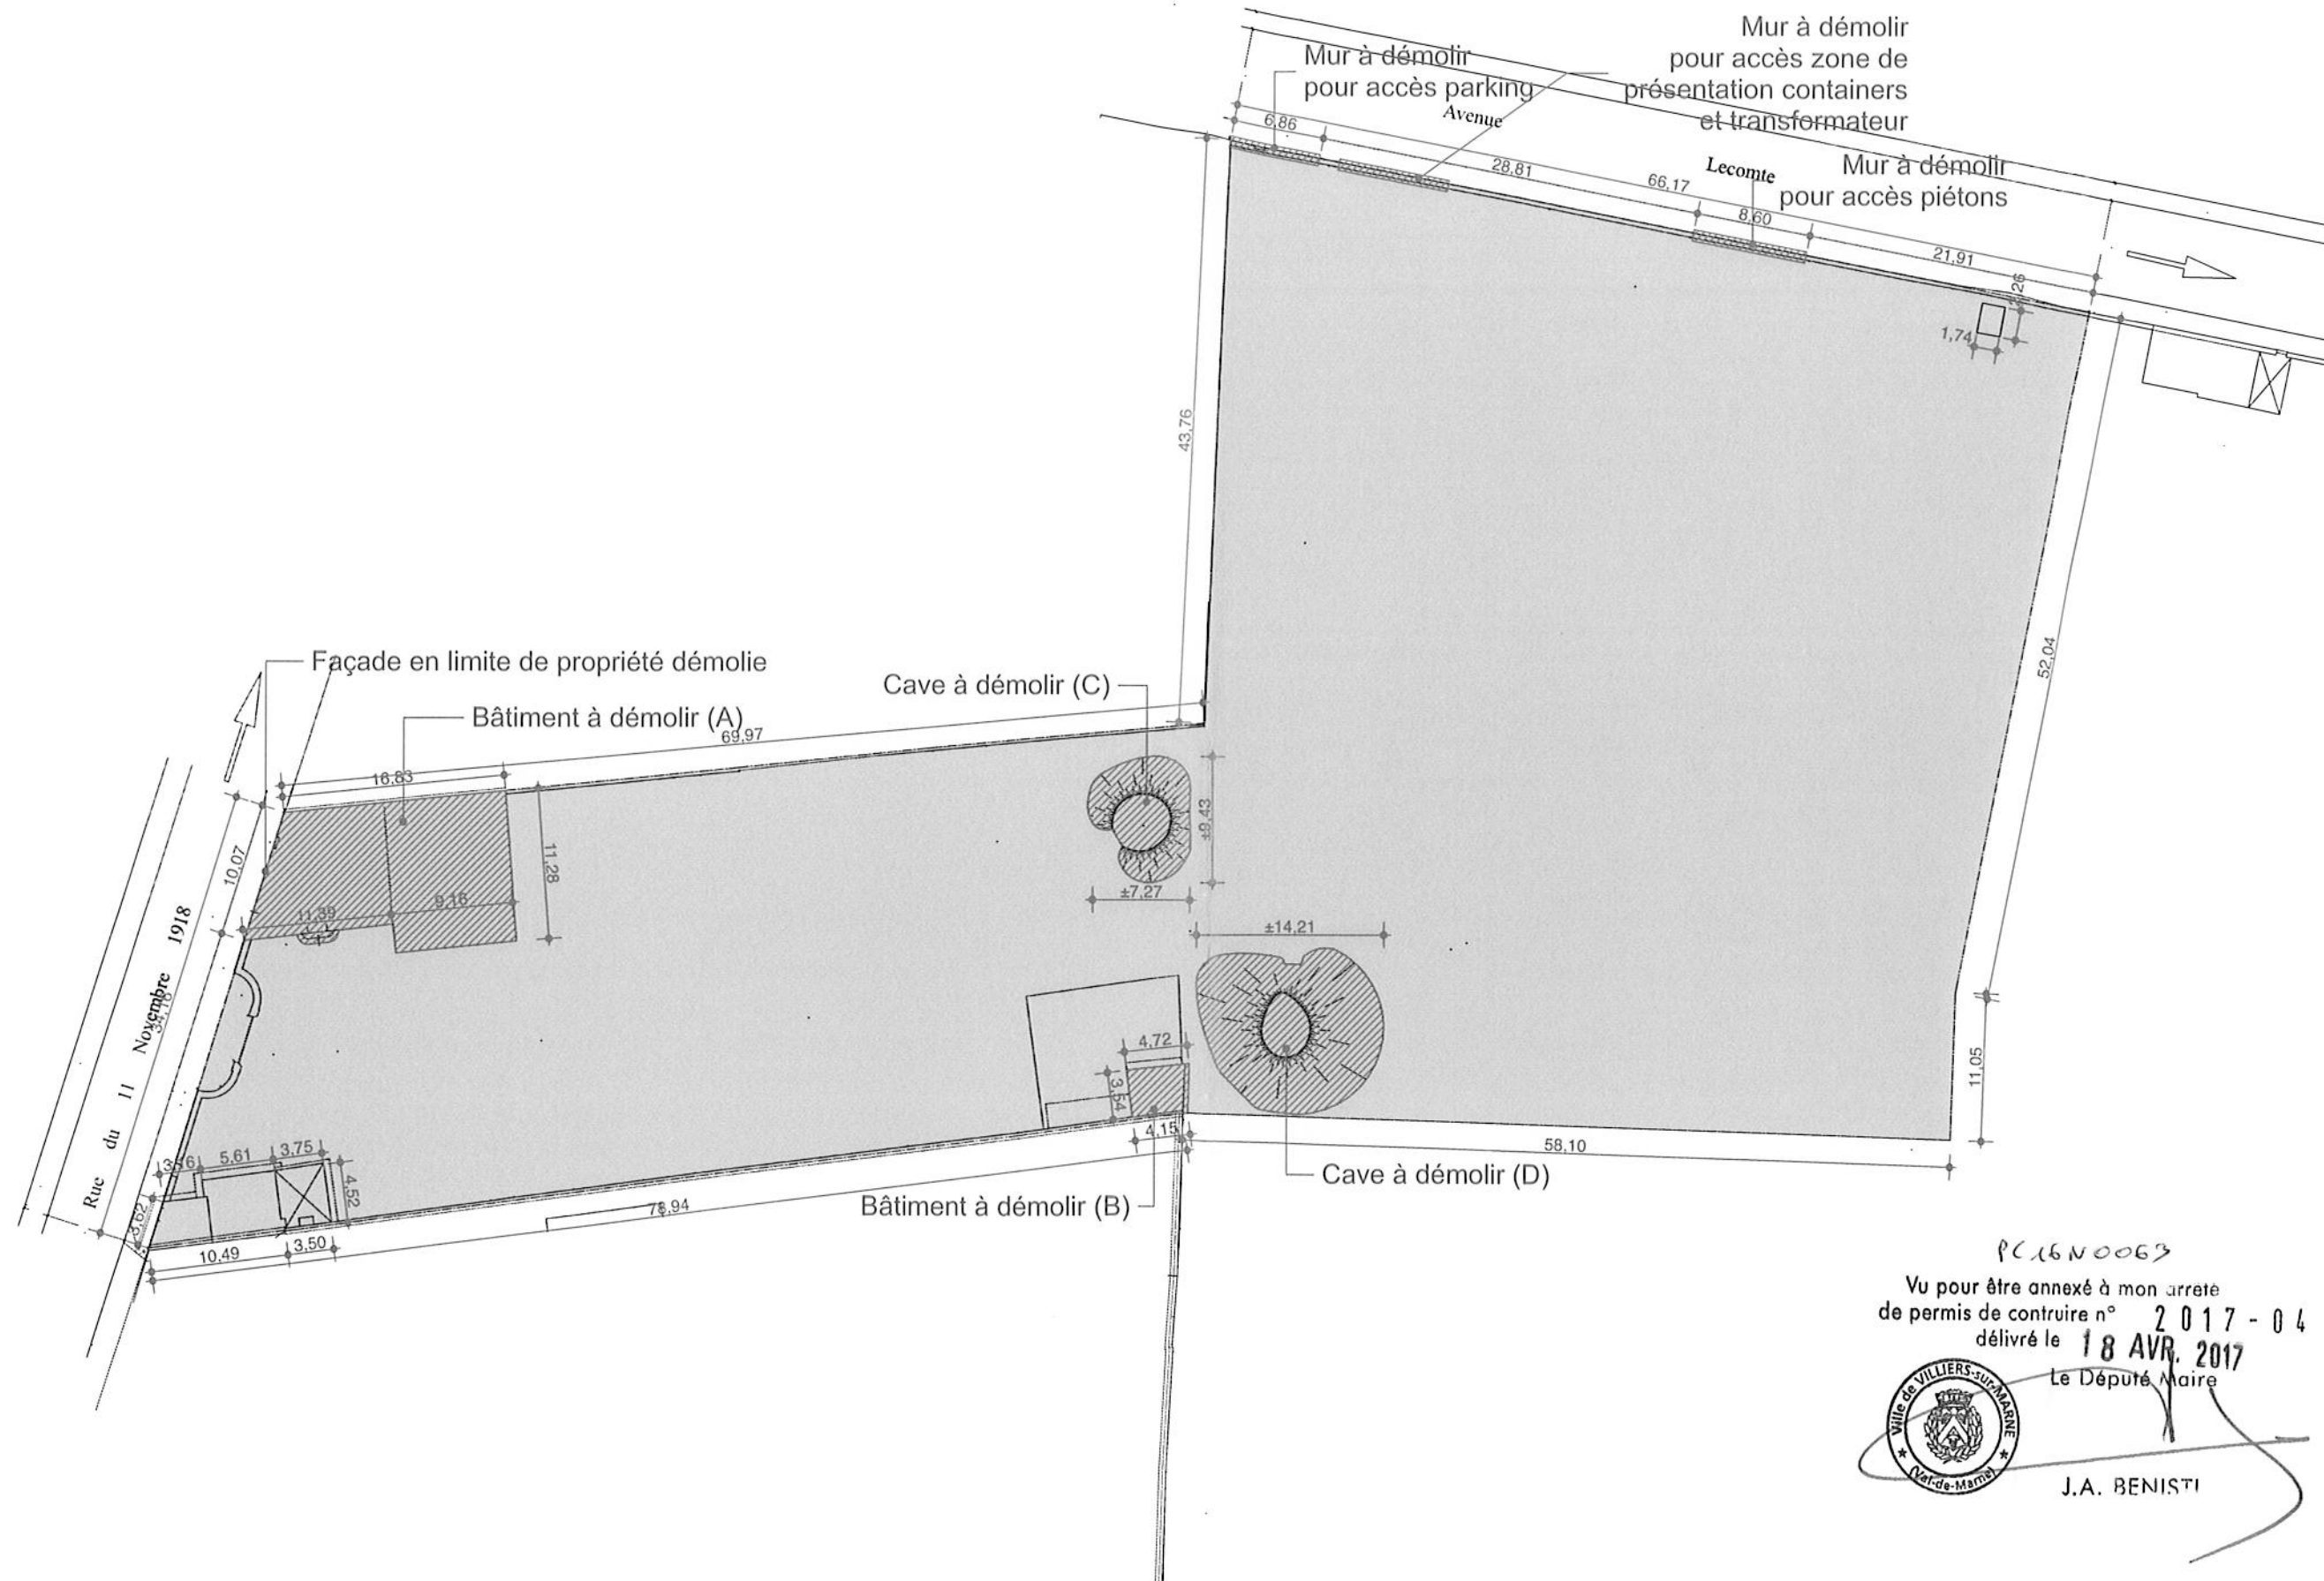 Mur à démolir
pour accès zone de
présentation containers
et transformateur
Mur à démolir
pour accès parking
Avenue
6,86
28,81
66,17
Lecomte
Mur à démolir
pour accès piétons
8,60
21,91
1,74
43,76
52,04
Façade en limite de propriété démolie
Cave à démolir (C)
Bâtiment à démolir (A)
69,97
16,83
10,07
11,28
11,39
9,16
±9,43
±7,27
±14,21
Rue du 11 Novembre 1918
4,72
3,54
4,15
11,05
58,10
Cave à démolir (D)
Bâtiment à démolir (B)
5,61
3,75
4,52
3,62
10,49
3,50
78,94
PC16N0063
Vu pour être annexé à mon arreté
de permis de contruire n° 2017-04
délivré le 18 AVR. 2017
Le Député Maire
Ville de VILLIERS-sur-MARNE
(Val-de-Marne)
J.A. BENISTI